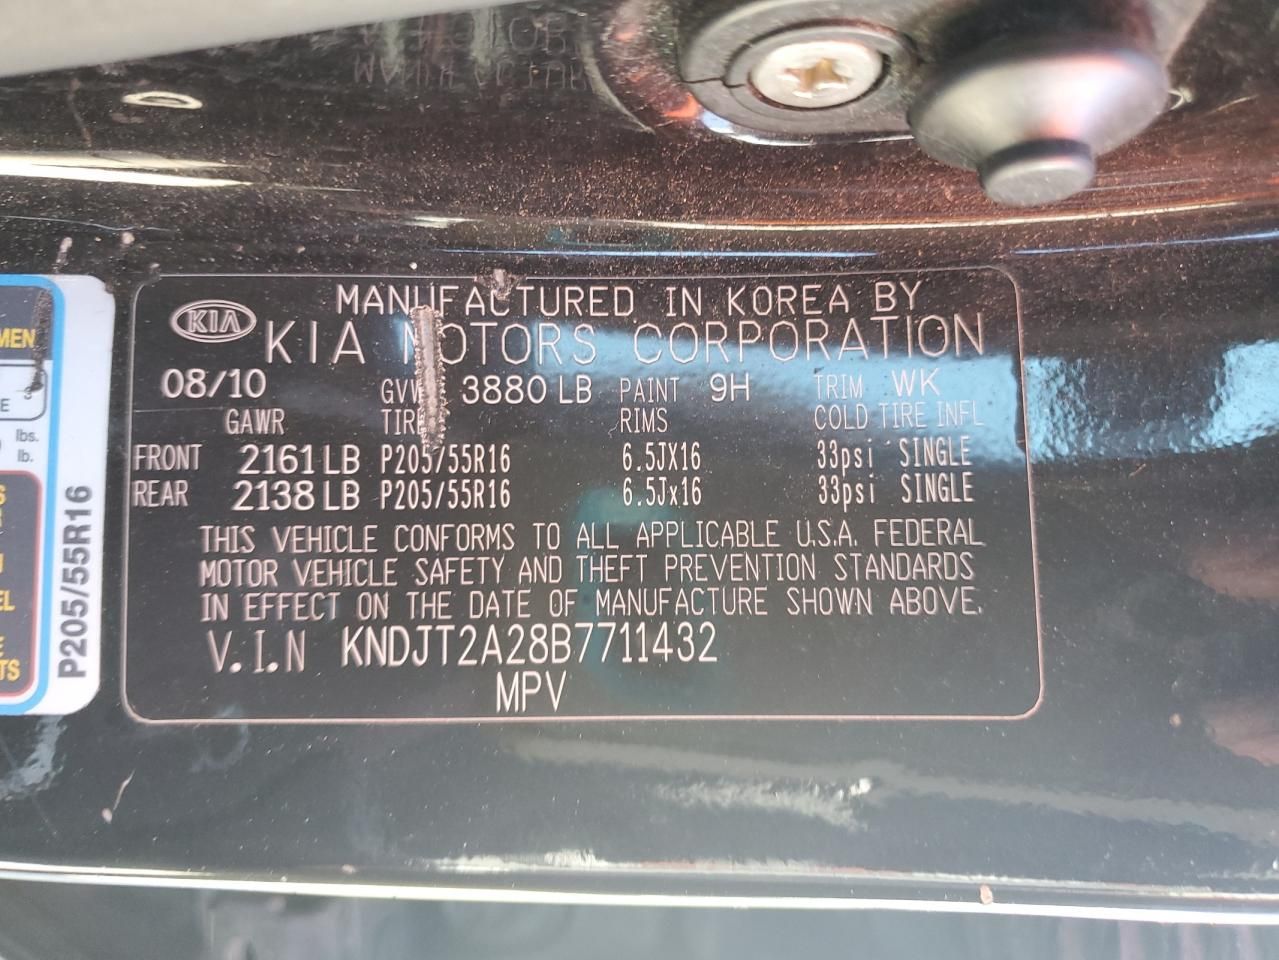 KIA
MANUFACTURED IN KOREA BY
KIA MOTORS CORPORATION
08/10 GVW 3880 LB PAINT 9H TRIM WK
GAWR TIRE RIMS COLD TIRE INFL
FRONT 2161 LB P205/55R16 6.5JX16 33psi SINGLE
REAR 2138 LB P205/55R16 6.5Jx16 33psi SINGLE
THIS VEHICLE CONFORMS TO ALL APPLICABLE U.S.A. FEDERAL
MOTOR VEHICLE SAFETY AND THEFT PREVENTION STANDARDS
IN EFFECT ON THE DATE OF MANUFACTURE SHOWN ABOVE.
V.I.N KNDJT2A28B7711432
MPV
P205/55R16
lbs.
lb.